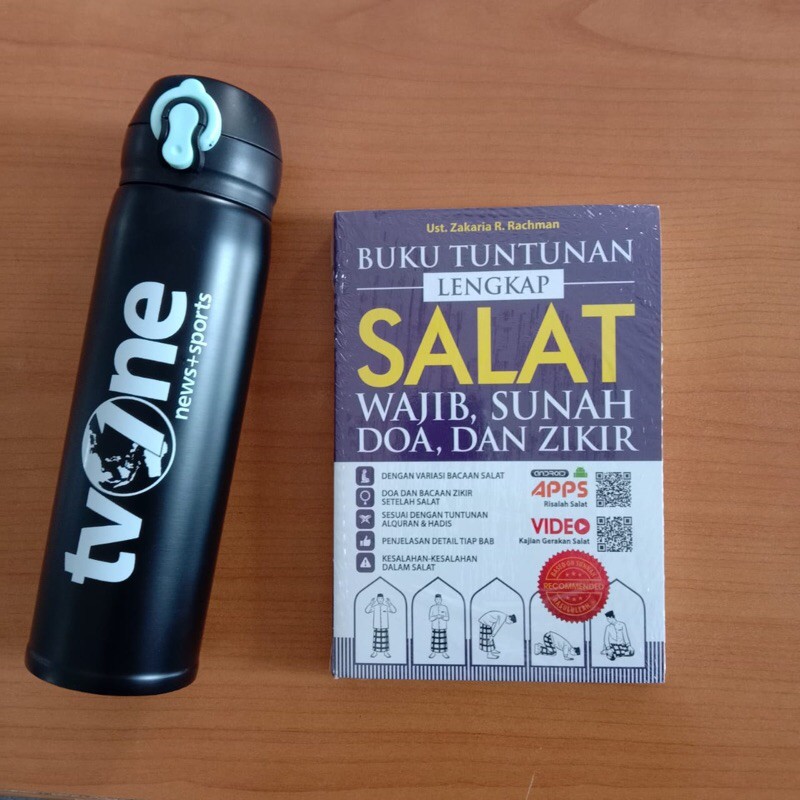 tvOne
news+sports
Ust. Zakaria R. Rachman
BUKU TUNTUNAN
LENGKAP
SALAT
WAJIB, SUNAH
DOA, DAN ZIKIR
DENGAN VARIASI BACAAN SALAT
DOA DAN BACAAN ZIKIR
SETELAH SALAT
SESUAI DENGAN TUNTUNAN
ALQURAN & HADIS
PENJELASAN DETAIL TIAP BAB
KESALAHAN-KESALAHAN
DALAM SALAT
ANDROID
APPS
Risalah Salat
VIDEO
Kajian Gerakan Salat
RECOMMENDED